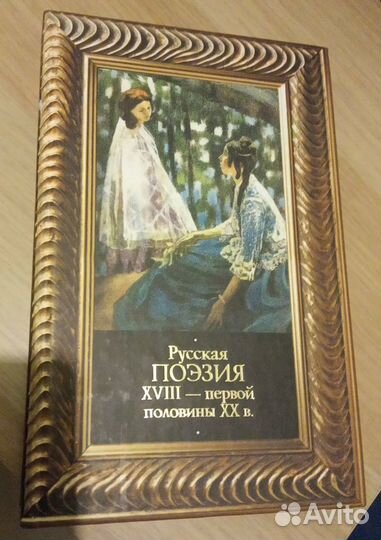 Русская
ПОЭЗИЯ
XVIII — первой
половины XX в.
Avito